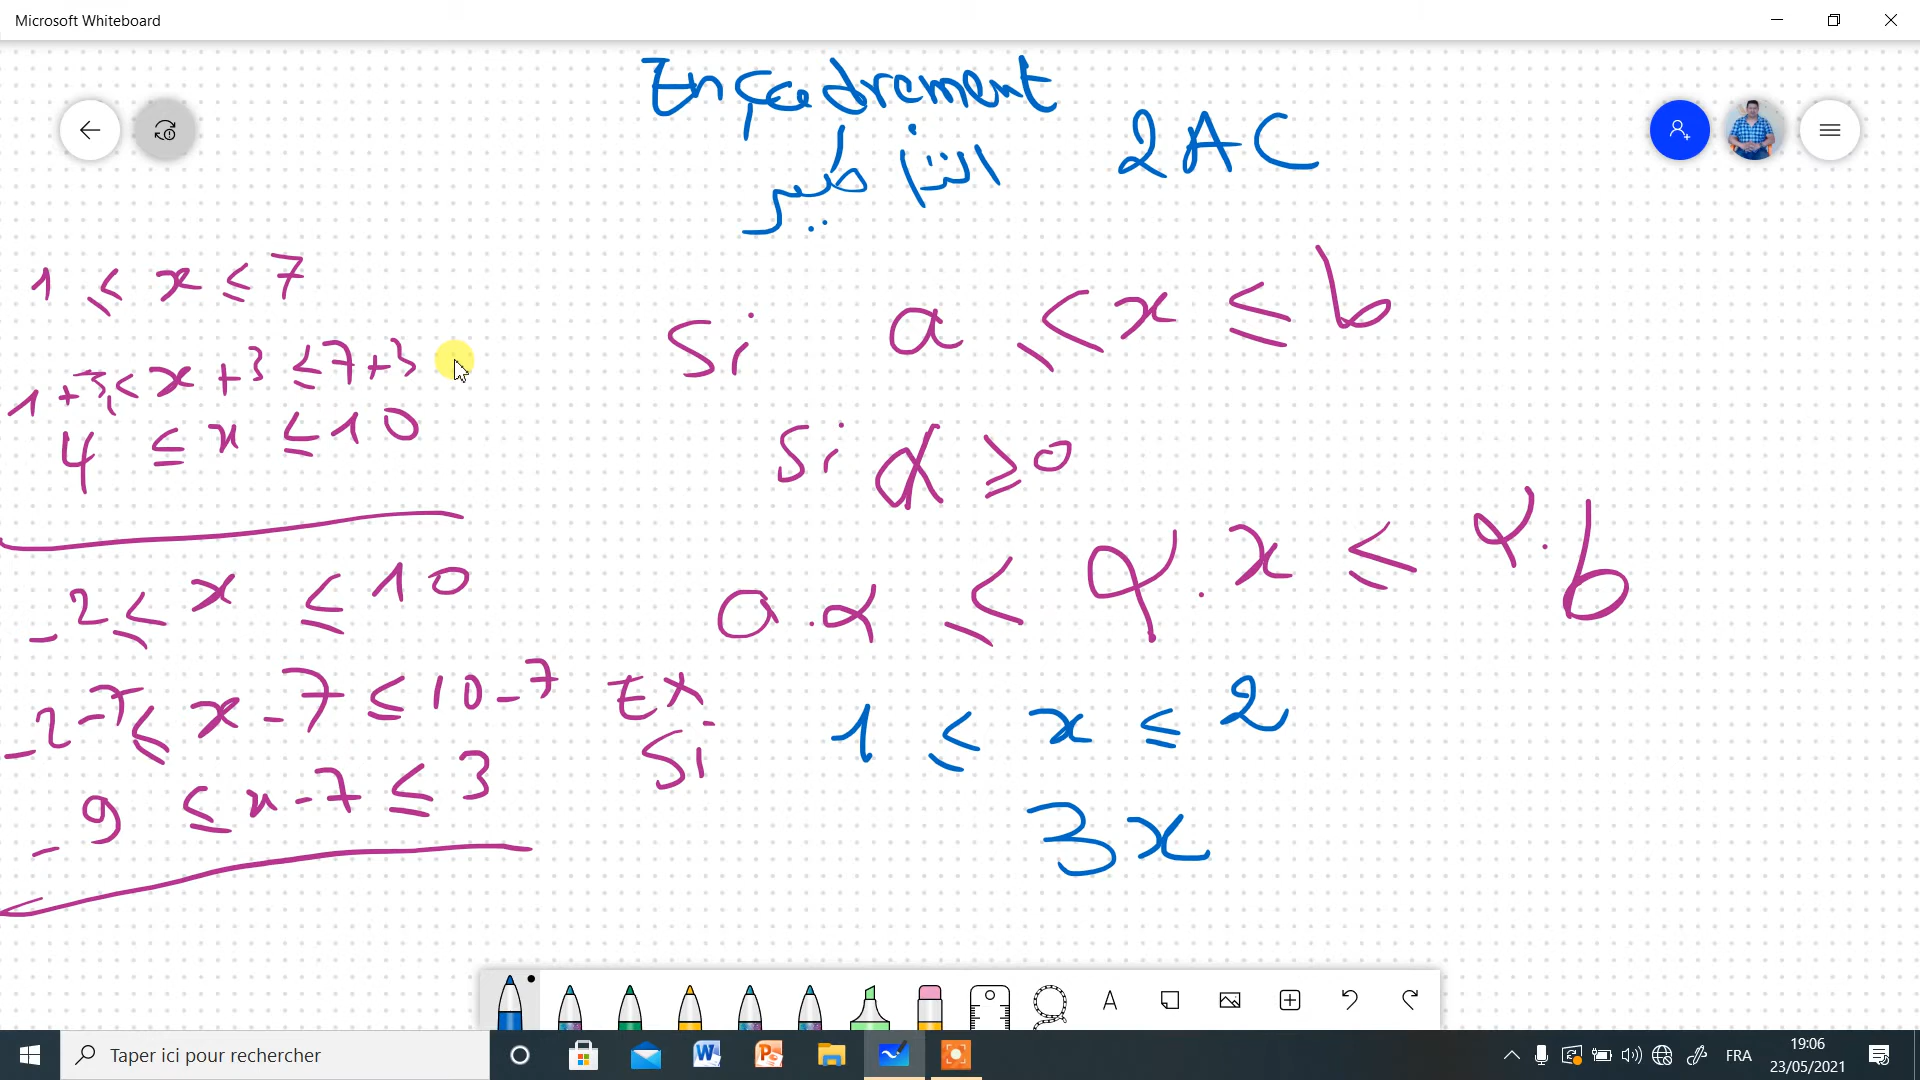 Microsoft Whiteboard
Encadrement
التأطير
2AC
1 ≤ x ≤ 7
1+3 ≤ x+3 ≤ 7+3
4 ≤ x ≤ 10
-2 ≤ x ≤ 10
-2-7 ≤ x-7 ≤ 10-7
-9 ≤ x-7 ≤ 3
Si a ≤ x ≤ b
Si α ≥ 0
a.α ≤ α.x ≤ α.b
Ex
Si 1 ≤ x ≤ 2
3x
A
Taper ici pour rechercher
FRA
19:06
23/05/2021